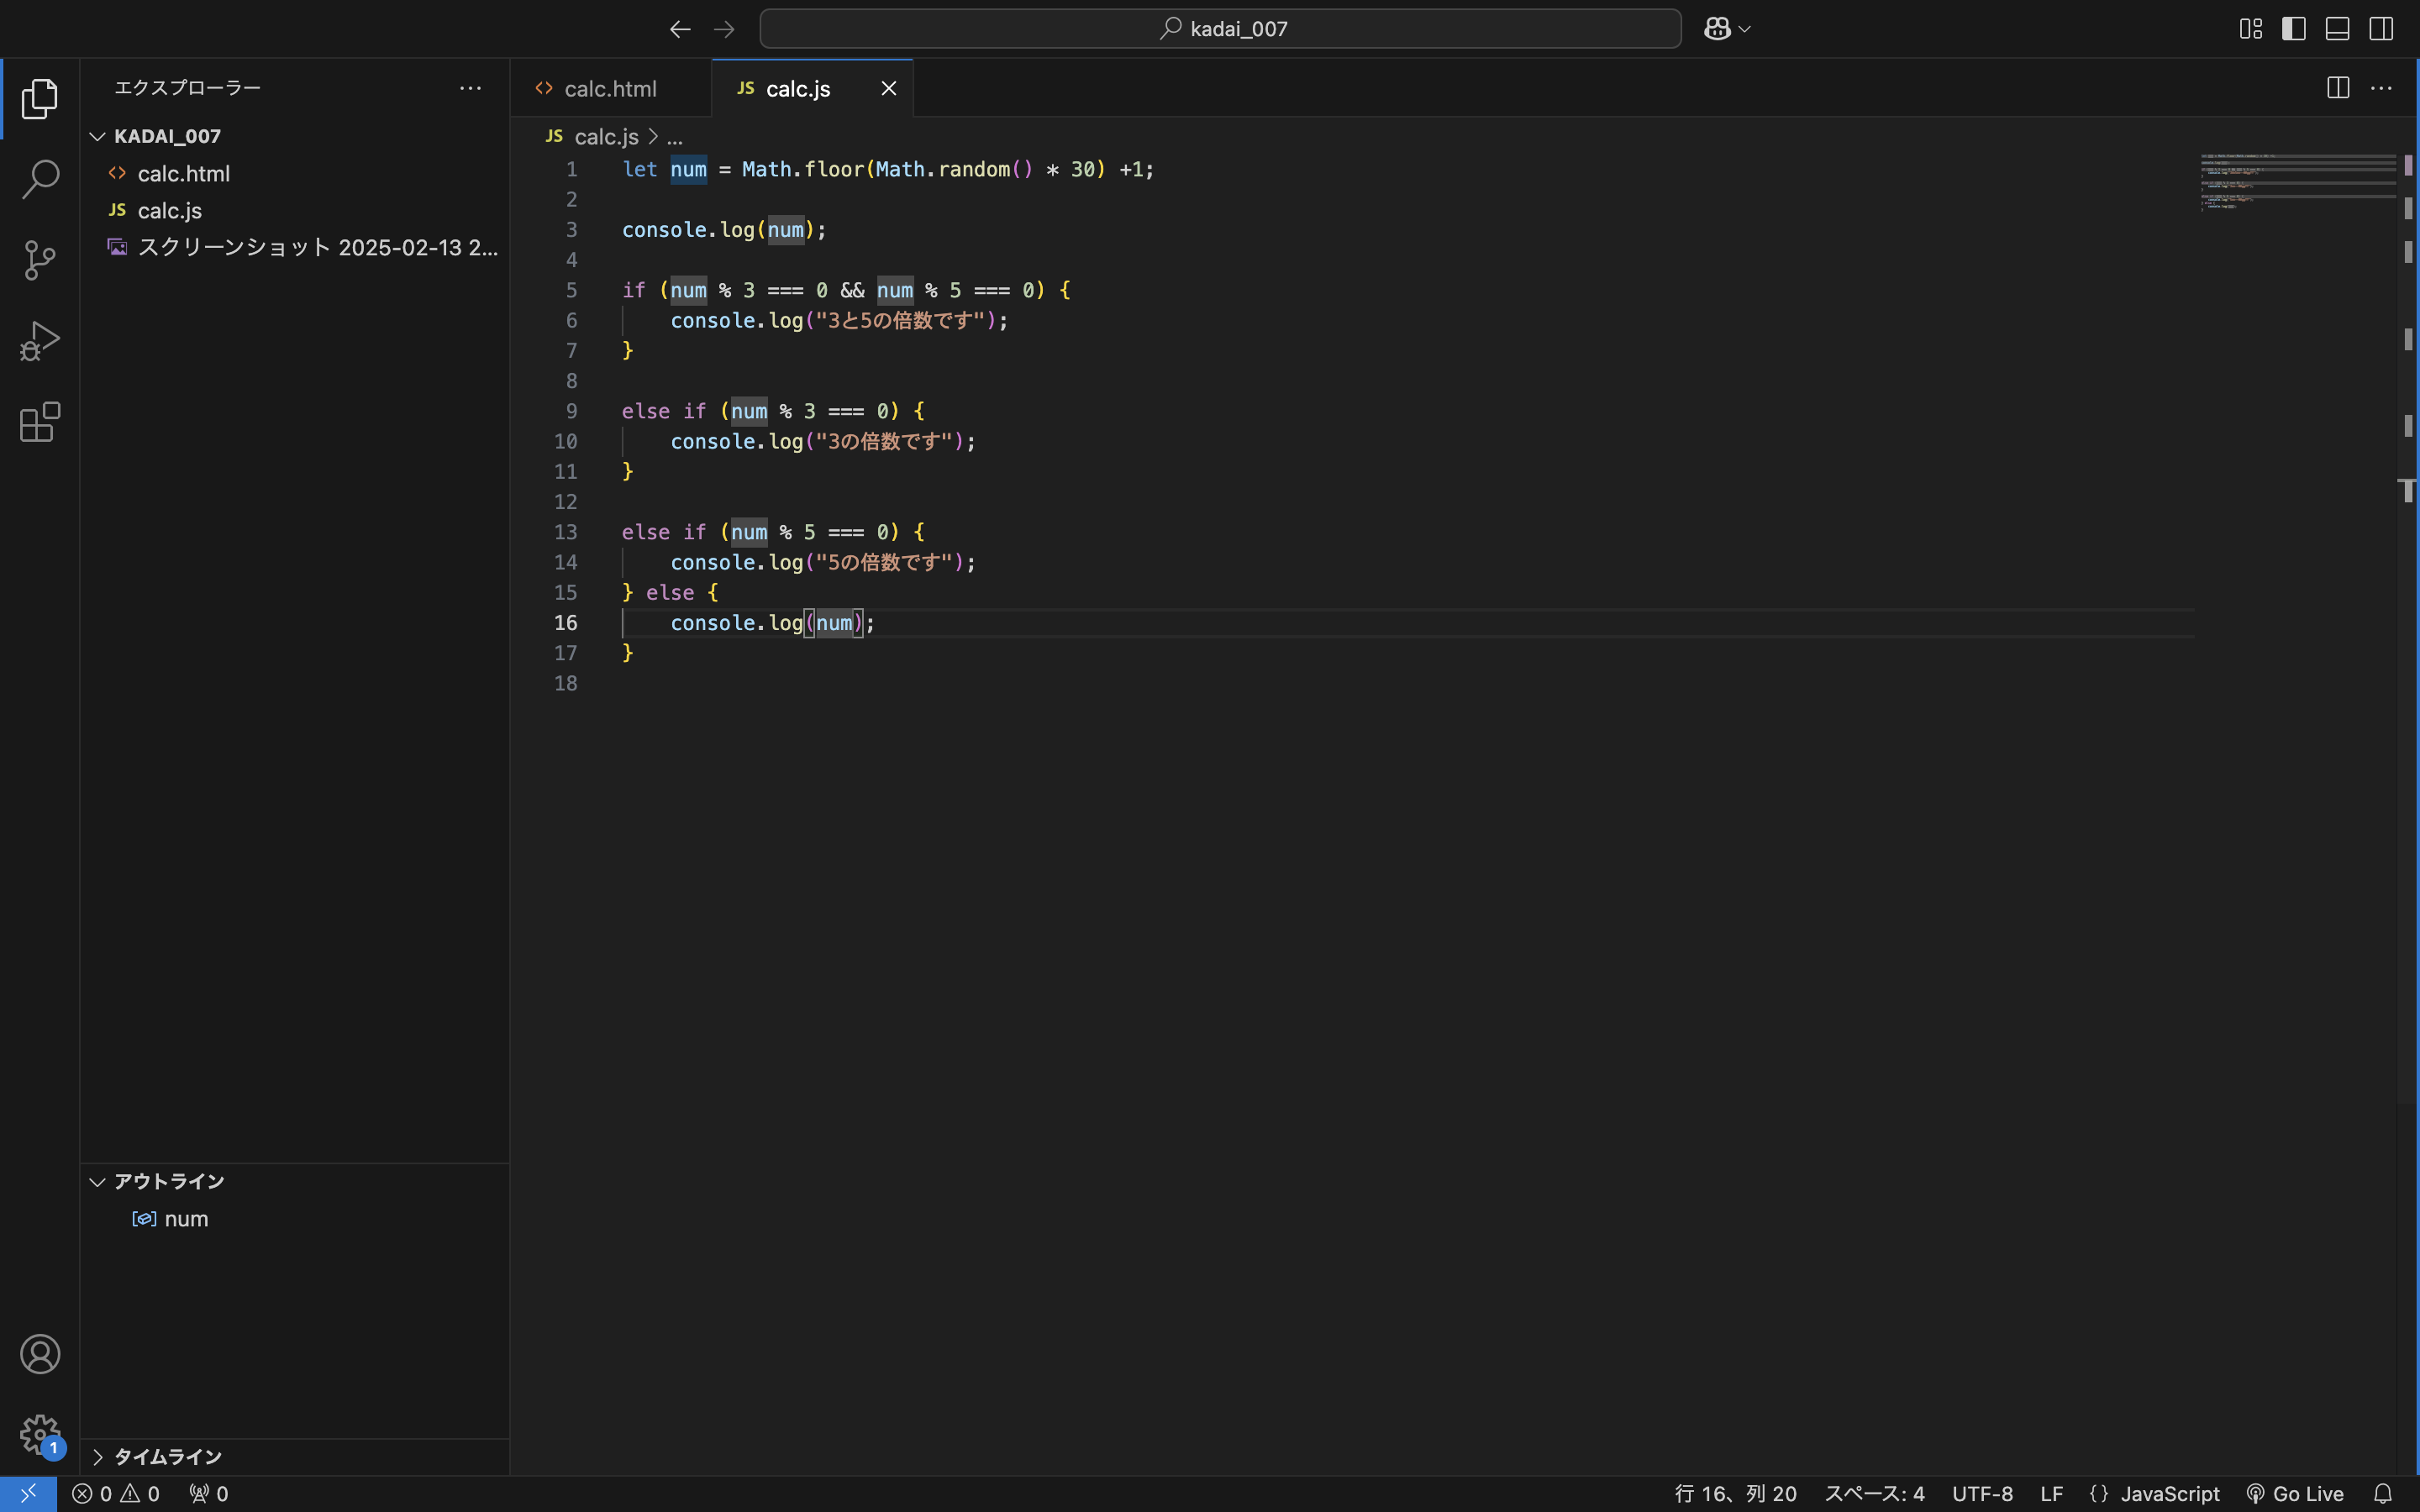 kadai_007
エクスプローラー
KADAI_007
calc.html
JS calc.js
スクリーンショット 2025-02-13 2...
calc.html
JS calc.js
JS calc.js > ...
1 let num = Math.floor(Math.random() * 30) +1;
2
3 console.log(num);
4
5 if (num % 3 === 0 && num % 5 === 0) {
6 console.log("3と5の倍数です");
7 }
8
9 else if (num % 3 === 0) {
10 console.log("3の倍数です");
11 }
12
13 else if (num % 5 === 0) {
14 console.log("5の倍数です");
15 } else {
16 console.log(num);
17 }
18
アウトライン
num
1
タイムライン
0 0 0
行 16、列 20 スペース: 4 UTF-8 LF {} JavaScript Go Live